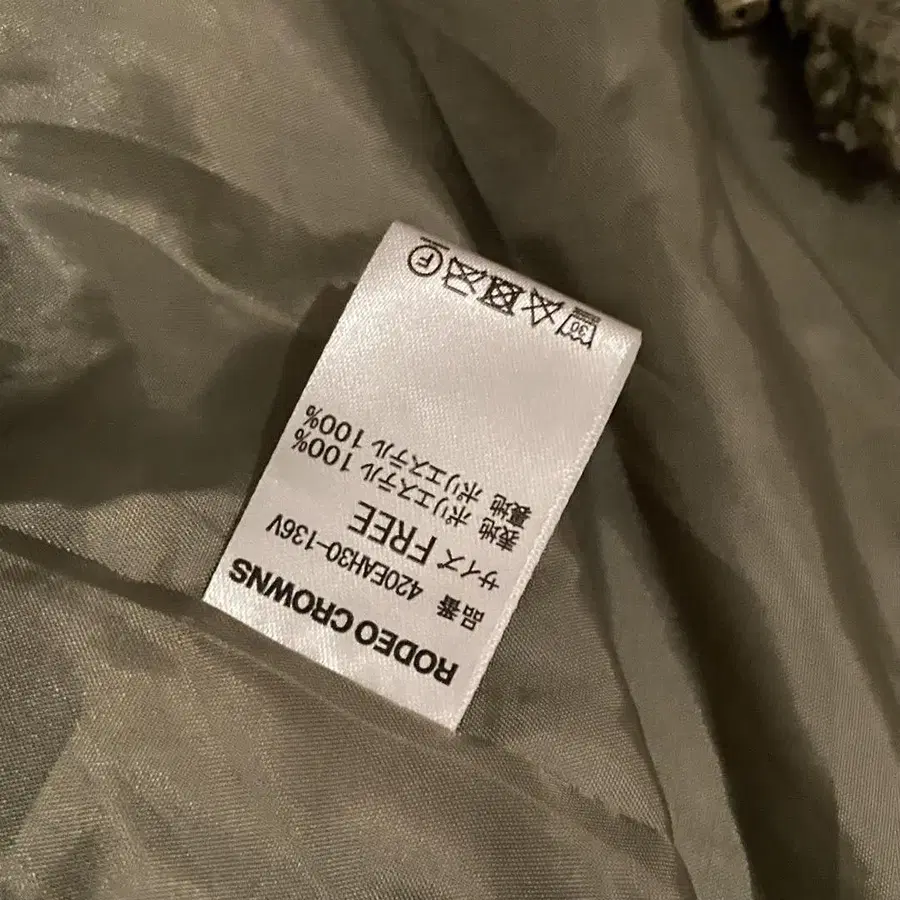 RODEO CROWNS
品番 420EAH30-136V
サイズ FREE
表地 ポリエステル 100%
裏地 ポリエステル 100%
30
F